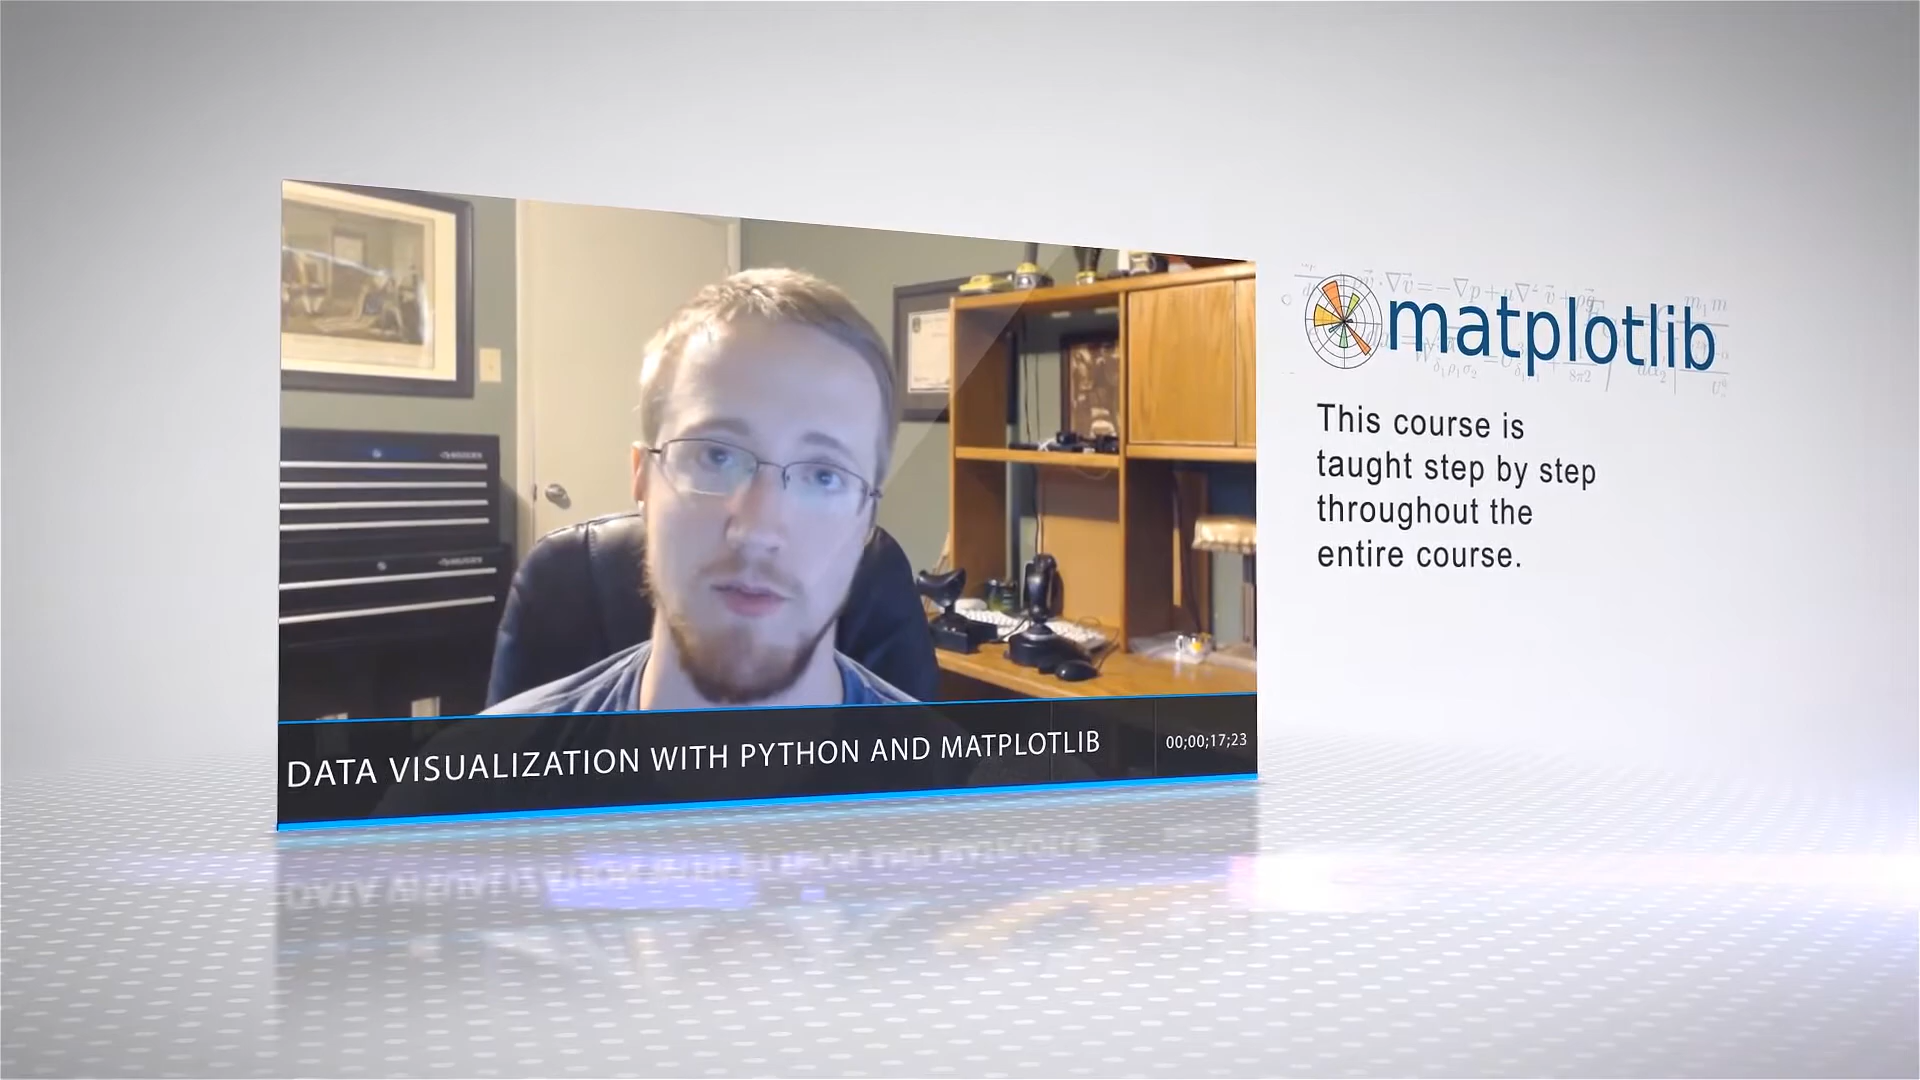 matplotlib
This course is
taught step by step
throughout the
entire course.
DATA VISUALIZATION WITH PYTHON AND MATPLOTLIB
00;00;17;23